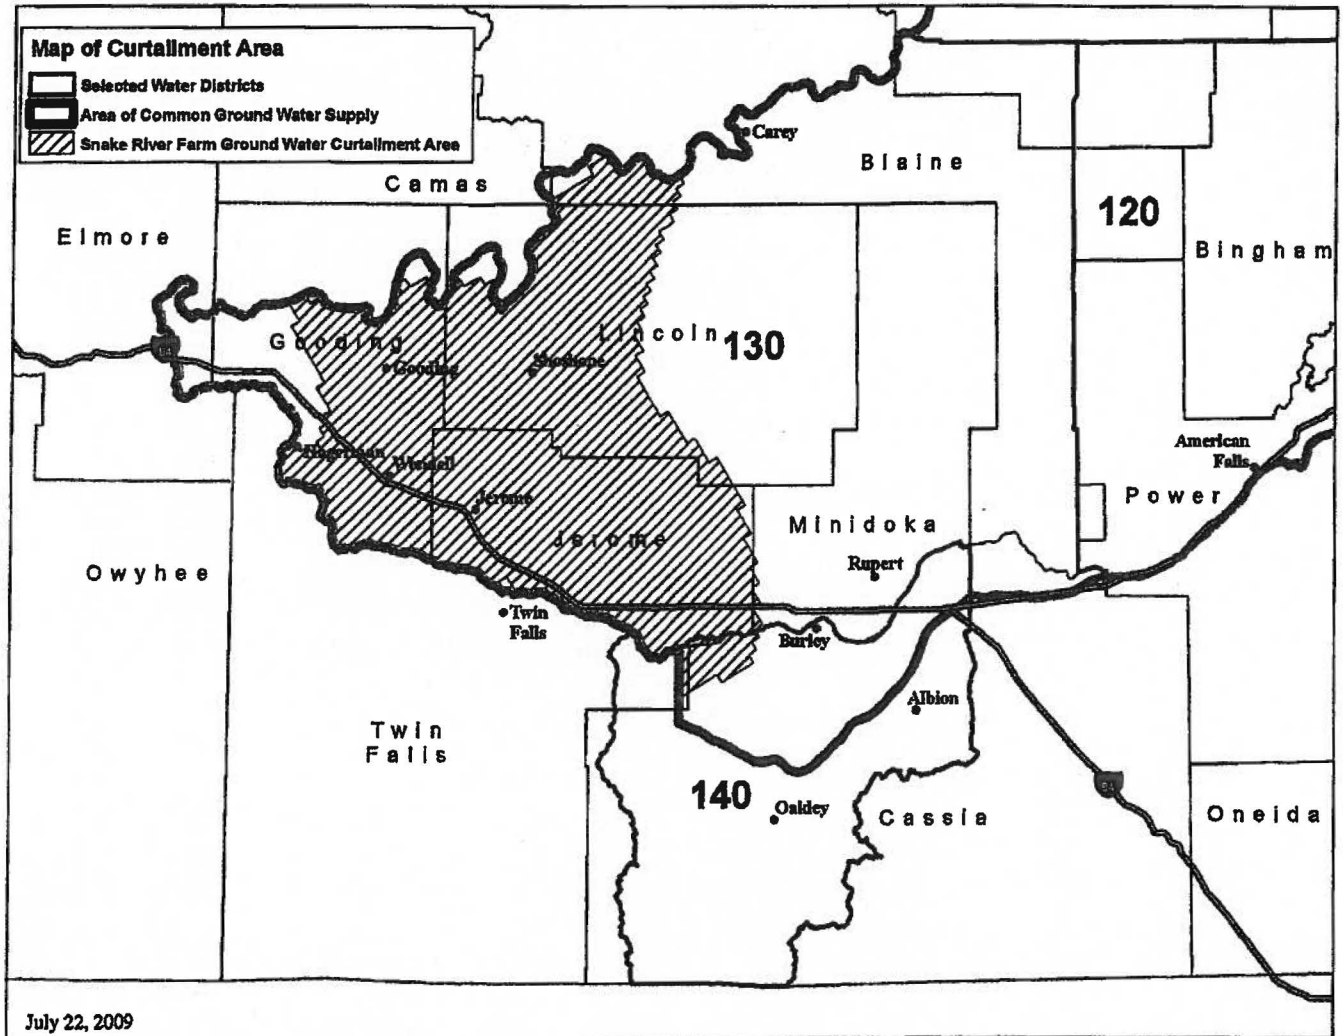 Map of Curtailment Area
Selected Water Districts
Area of Common Ground Water Supply
Snake River Farm Ground Water Curtailment Area
Carey
Blaine
Camas
120
Elmore
Bingham
Lincoln
130
Gooding
Gooding
Shoshone
American
Falls
Hagerman
Wendell
Power
Jerome
Minidoka
Jerome
Rupert
Owyhee
Twin
Falls
Burley
Albion
Twin
Falls
140
Oakley
Cassia
Oneida
July 22, 2009